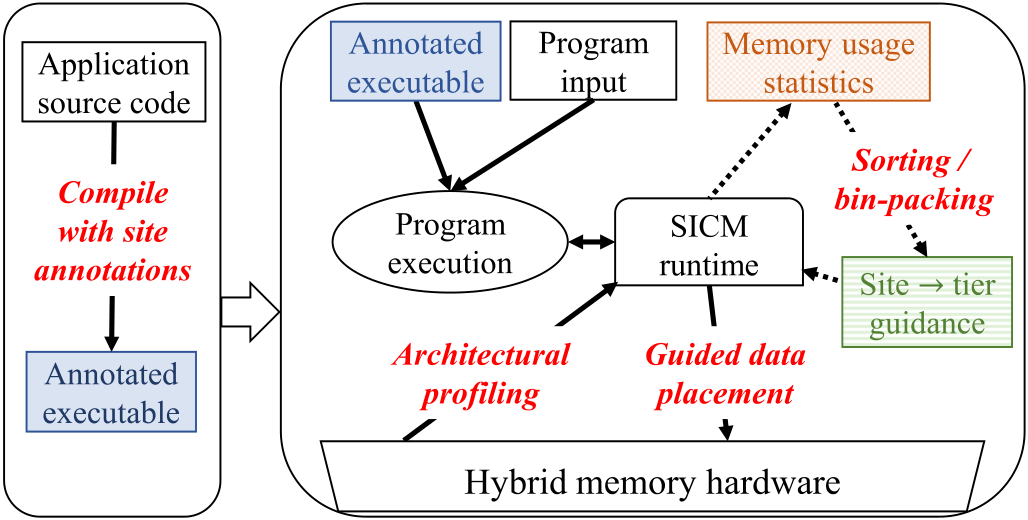 Application
source code
Compile
with site
annotations
Annotated
executable
Annotated
executable
Program
input
Memory usage
statistics
Sorting /
bin-packing
Program
execution
SICM
runtime
Site → tier
guidance
Architectural
profiling
Guided data
placement
Hybrid memory hardware